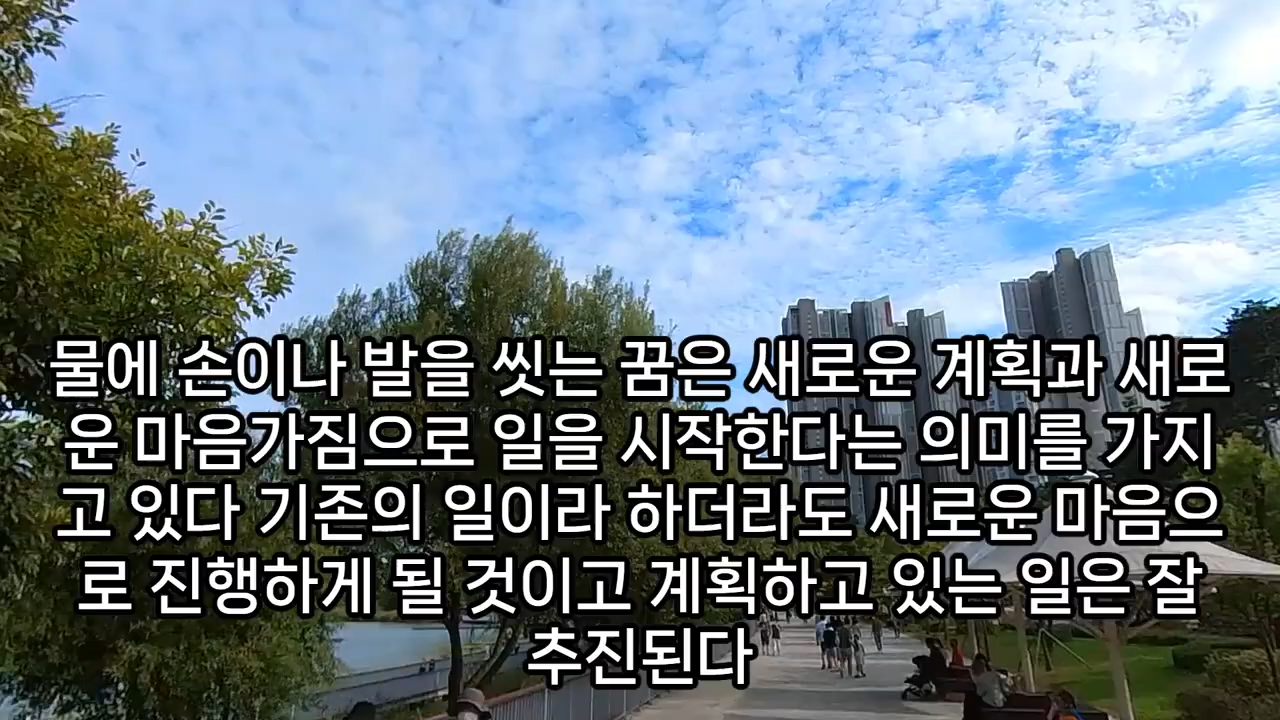 물에 손이나 발을 씻는 꿈은 새로운 계획과 새로
운 마음가짐으로 일을 시작한다는 의미를 가지
고 있다 기존의 일이라 하더라도 새로운 마음으
로 진행하게 될 것이고 계획하고 있는 일은 잘
추진된다